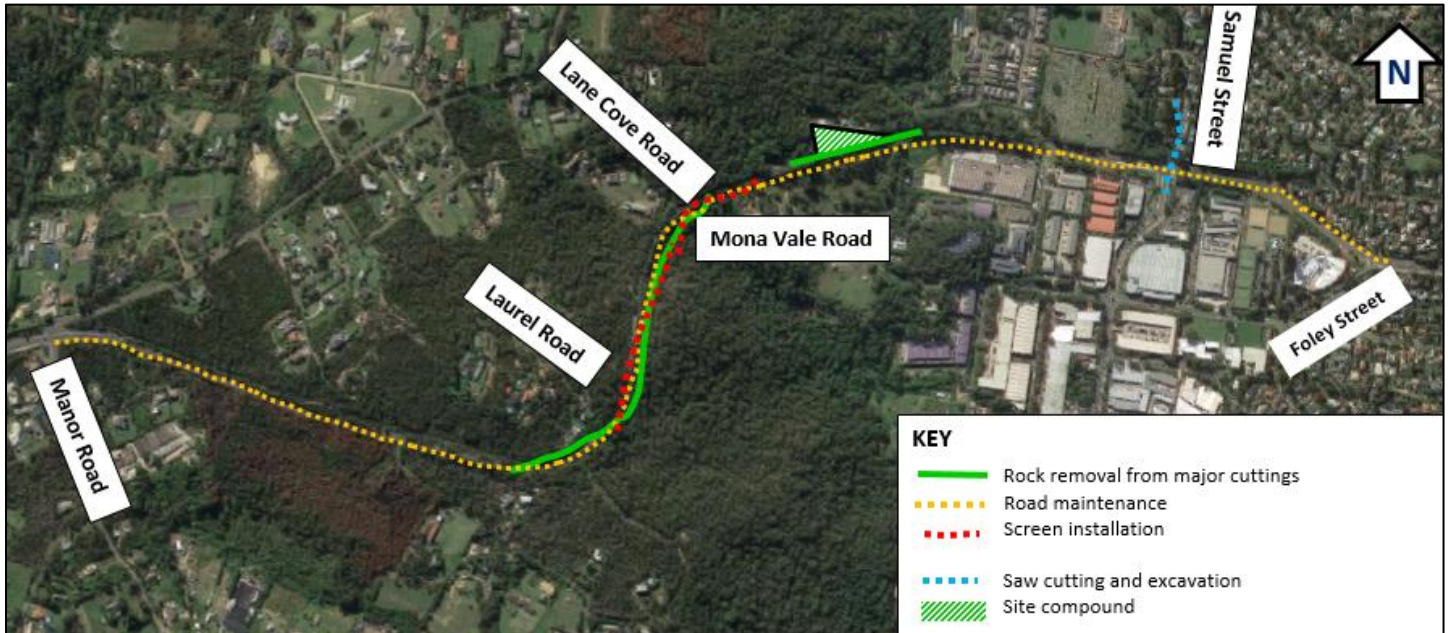 Samuel Street
N
Lane Cove Road
Mona Vale Road
Laurel Road
Foley Street
Manor Road
KEY
Rock removal from major cuttings
Road maintenance
Screen installation
Saw cutting and excavation
Site compound